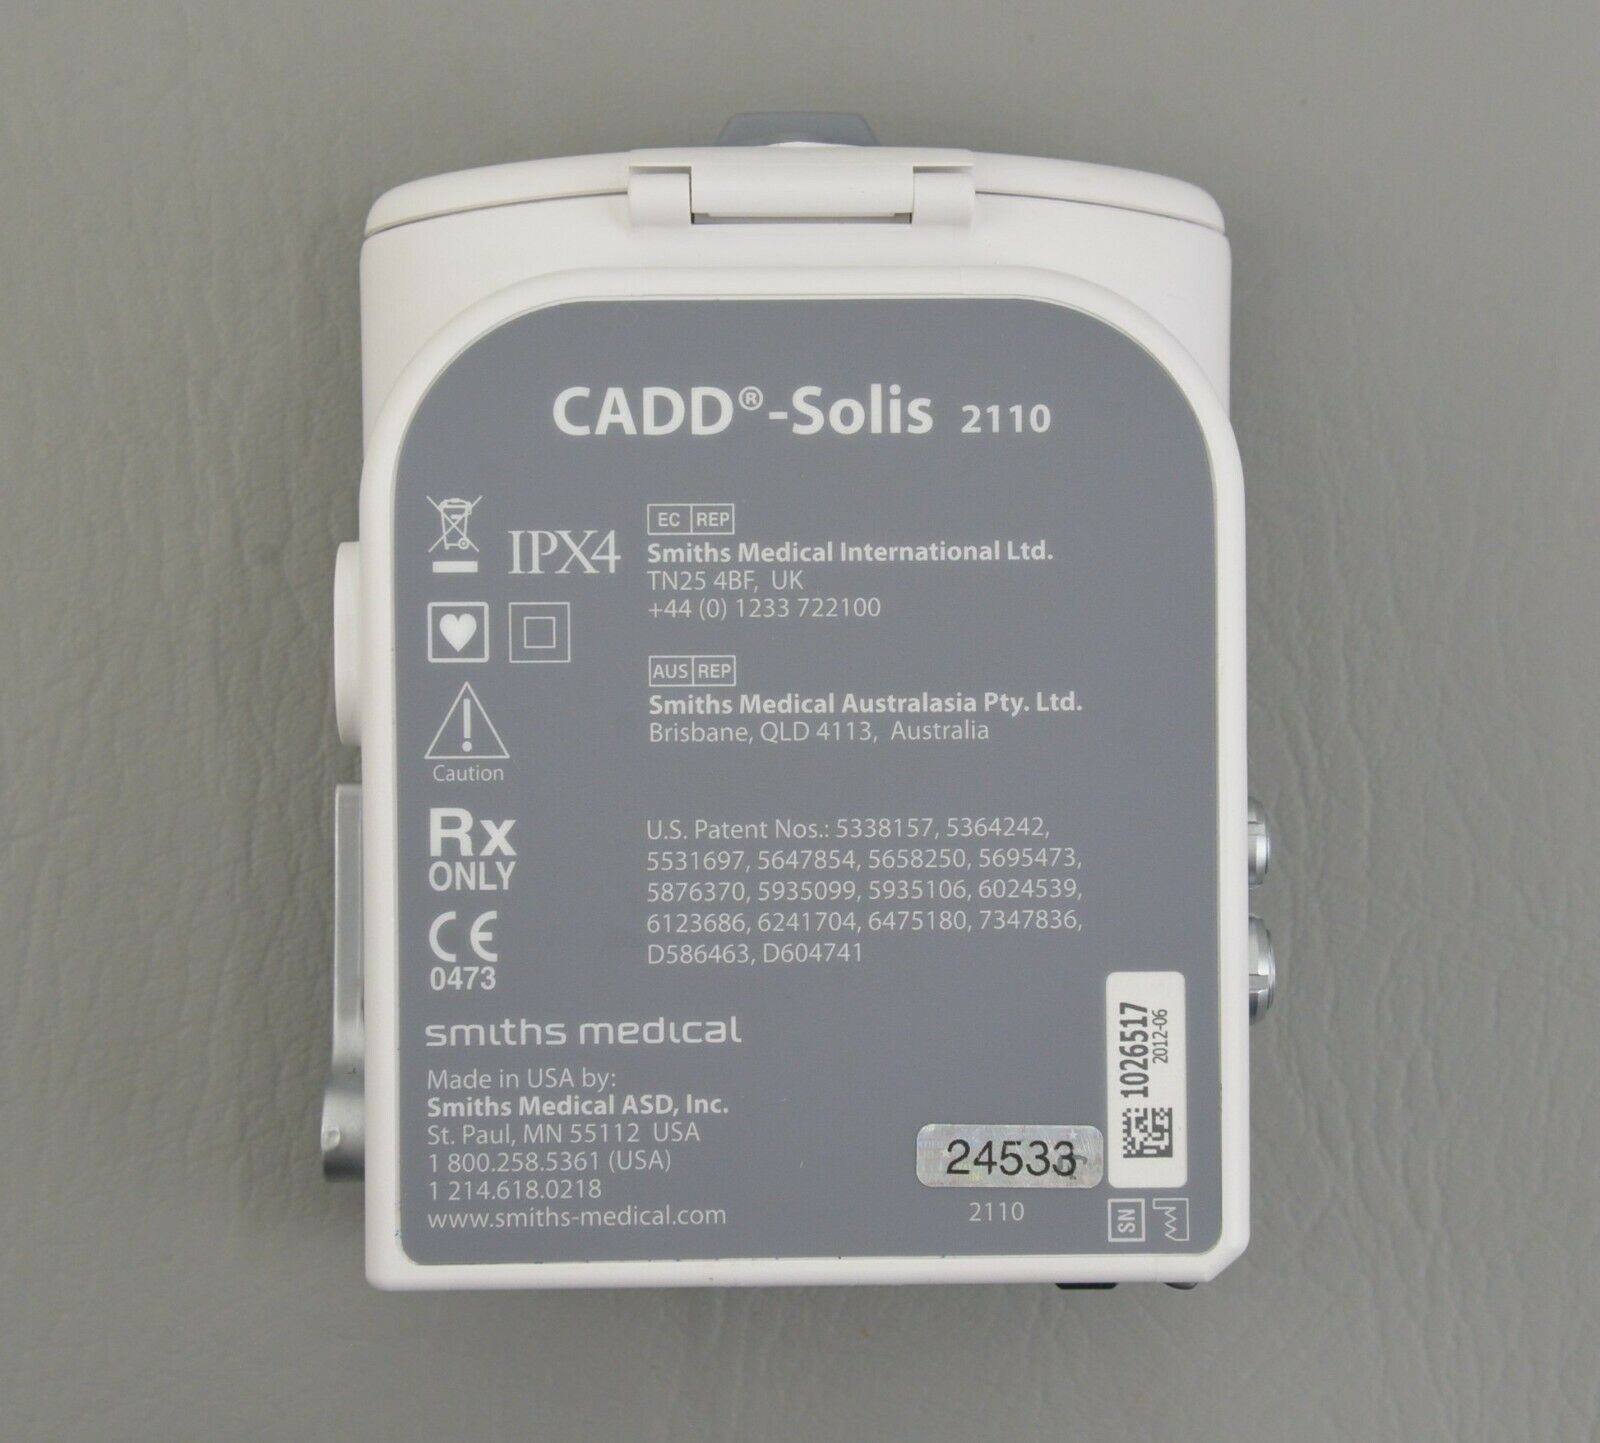 CADD®-Solis 2110
IPX4
EC REP
Smiths Medical International Ltd.
TN25 4BF, UK
+44 (0) 1233 722100
AUS REP
Smiths Medical Australasia Pty. Ltd.
Brisbane, QLD 4113, Australia
Caution
Rx
ONLY
CE
0473
U.S. Patent Nos.: 5338157, 5364242,
5531697, 5647854, 5658250, 5695473,
5876370, 5935099, 5935106, 6024539,
6123686, 6241704, 6475180, 7347836,
D586463, D604741
smiths medical
Made in USA by:
Smiths Medical ASD, Inc.
St. Paul, MN 55112 USA
1 800.258.5361 (USA)
1 214.618.0218
www.smiths-medical.com
24533
2110
1026517
2012-06
SN